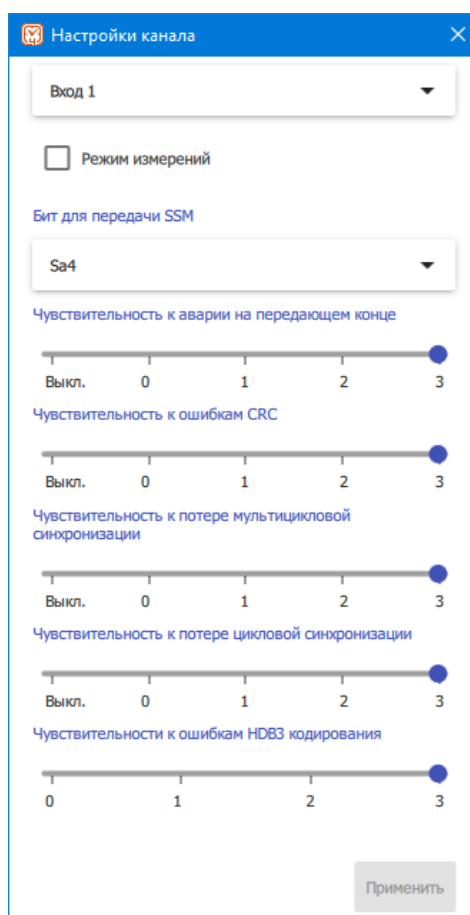 Настройки канала
Вход 1
Режим измерений
Бит для передачи SSM
Sa4
Чувствительность к аварии на передающем конце
Выкл. 0 1 2 3
Чувствительность к ошибкам CRC
Выкл. 0 1 2 3
Чувствительность к потере мультицикловой
синхронизации
Выкл. 0 1 2 3
Чувствительность к потере цикловой синхронизации
Выкл. 0 1 2 3
Чувствительности к ошибкам HDB3 кодирования
0 1 2 3
Применить